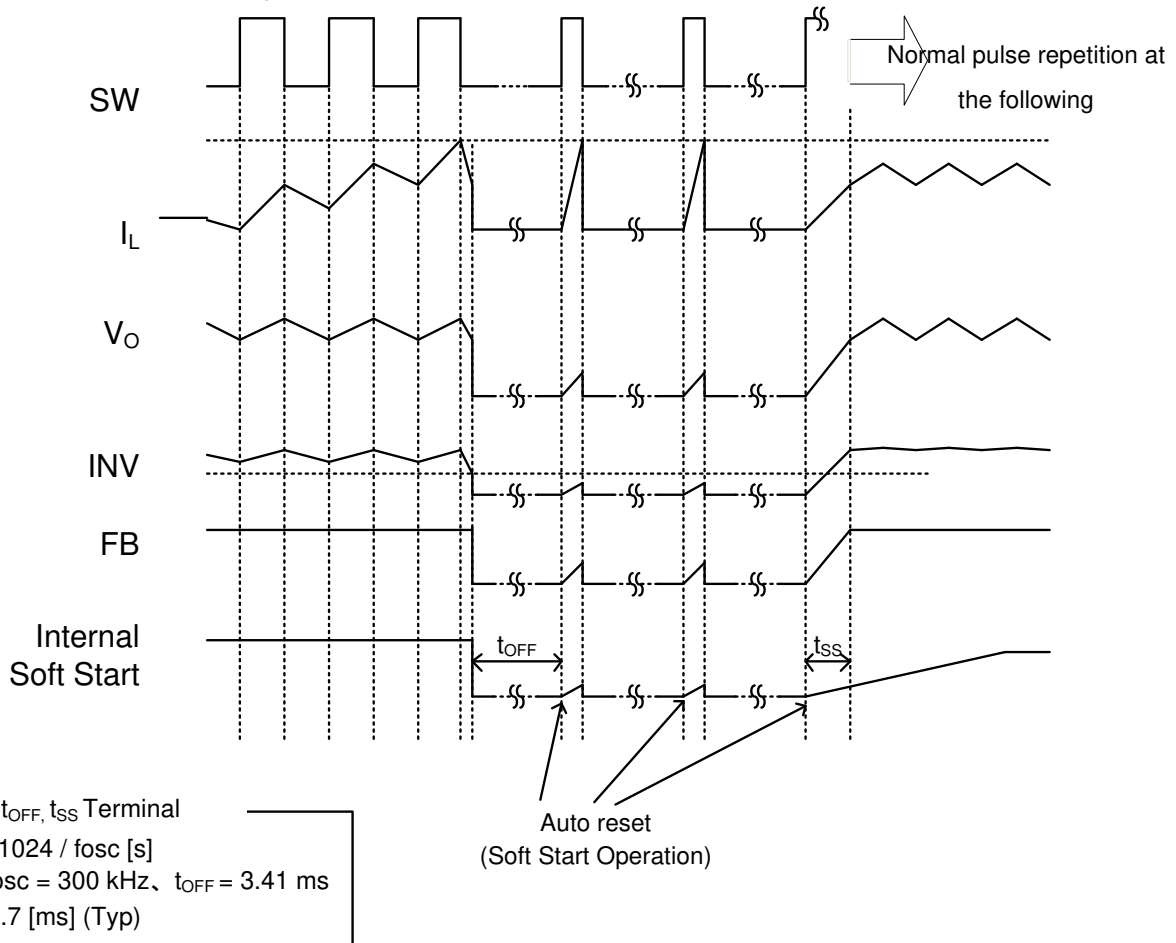 SW
Normal pulse repetition at
the following
IL
VO
INV
FB
Internal
Soft Start
tOFF
tSS
tOFF, tSS Terminal
1024 / fosc [s]
osc = 300 kHz、tOFF = 3.41 ms
.7 [ms] (Typ)
Auto reset
(Soft Start Operation)